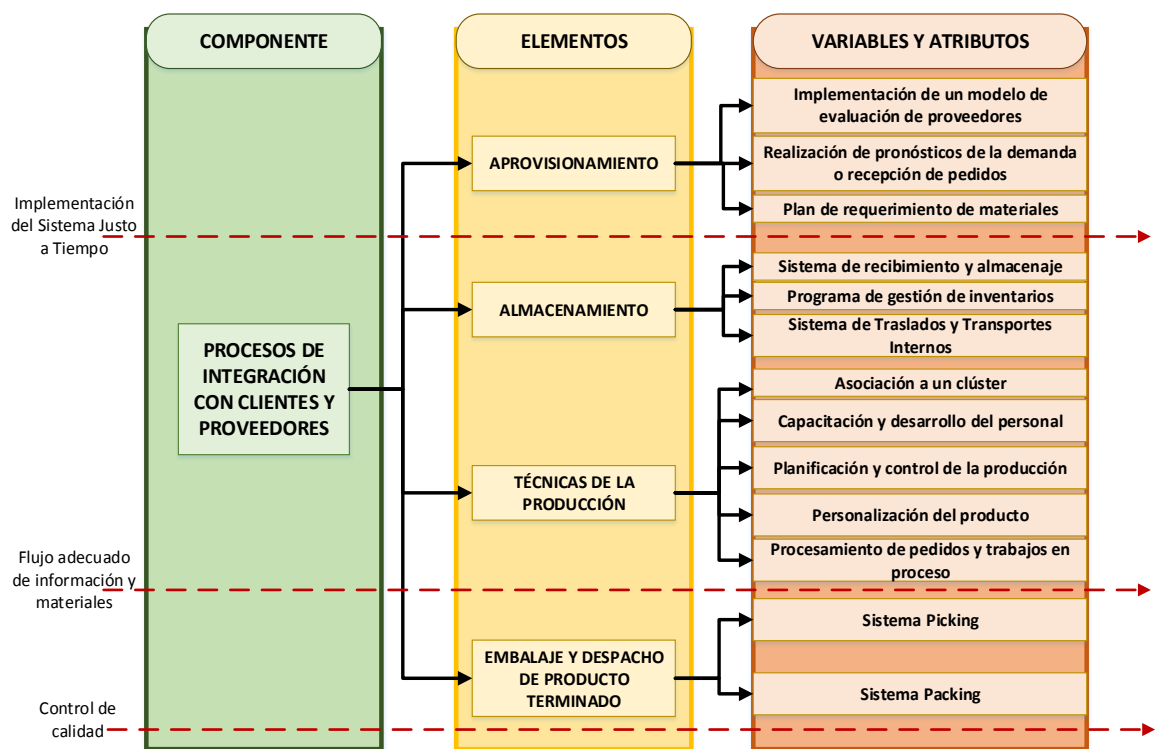 COMPONENTE
ELEMENTOS
VARIABLES Y ATRIBUTOS
Implementación de un modelo de
evaluación de proveedores
APROVISIONAMIENTO
Realización de pronósticos de la demanda
o recepción de pedidos
Plan de requerimiento de materiales
Implementación
del Sistema Justo
a Tiempo
Sistema de recibimiento y almacenaje
ALMACENAMIENTO
Programa de gestión de inventarios
Sistema de Traslados y Transportes
Internos
PROCESOS DE
INTEGRACIÓN
CON CLIENTES Y
PROVEEDORES
Asociación a un clúster
Capacitación y desarrollo del personal
Planificación y control de la producción
TÉCNICAS DE LA
PRODUCCIÓN
Personalización del producto
Procesamiento de pedidos y trabajos en
proceso
Flujo adecuado
de información y
materiales
Sistema Picking
EMBALAJE Y DESPACHO
DE PRODUCTO
TERMINADO
Sistema Packing
Control de
calidad